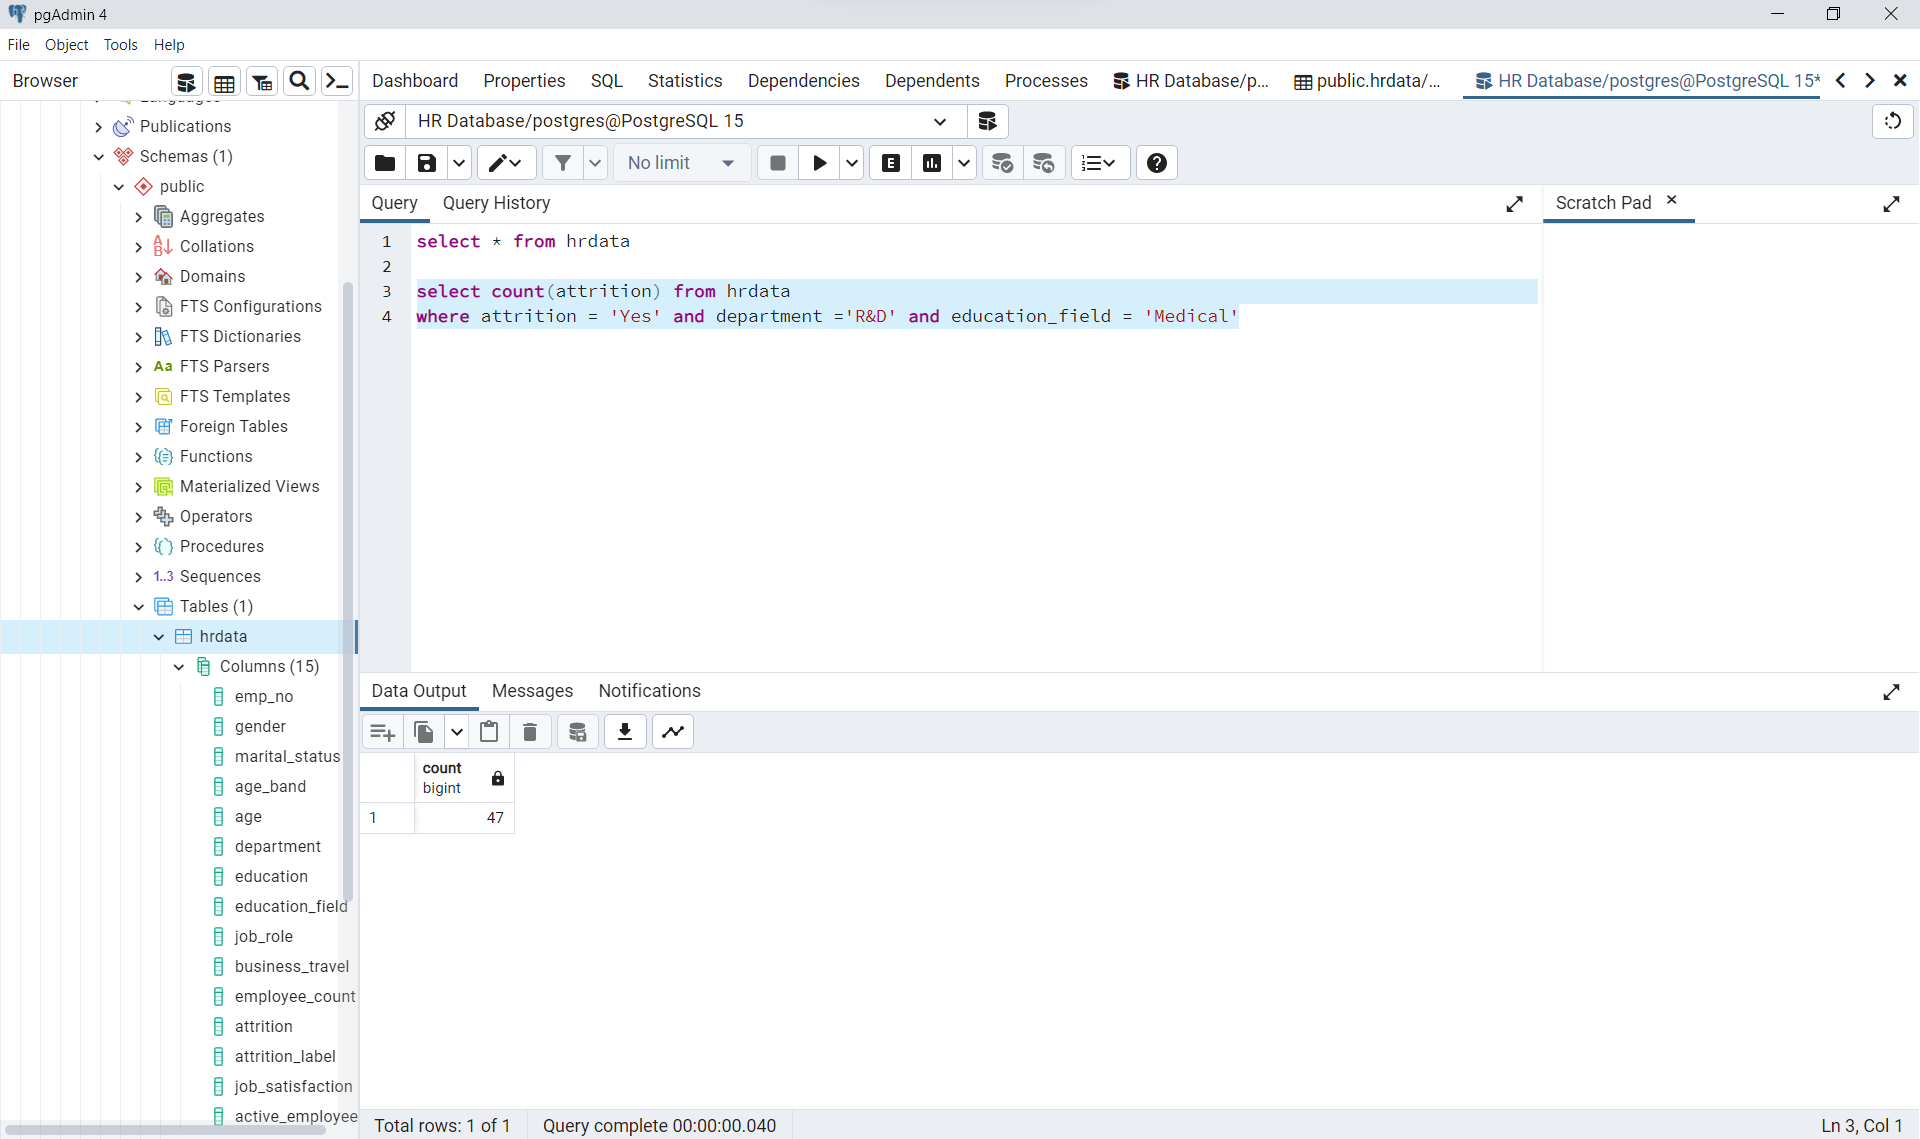 pgAdmin 4
File Object Tools Help
Browser
Dashboard Properties SQL Statistics Dependencies Dependents Processes HR Database/p... public.hrdata/... HR Database/postgres@PostgreSQL 15*
Languages
Publications
Schemas (1)
public
Aggregates
Collations
Domains
FTS Configurations
FTS Dictionaries
Aa FTS Parsers
FTS Templates
Foreign Tables
Functions
Materialized Views
Operators
Procedures
1..3 Sequences
Tables (1)
hrdata
Columns (15)
emp_no
gender
marital_status
age_band
age
department
education
education_field
job_role
business_travel
employee_count
attrition
attrition_label
job_satisfaction
active_employee
HR Database/postgres@PostgreSQL 15
No limit E
Query Query History
Scratch Pad
1 select * from hrdata
2
3 select count(attrition) from hrdata
4 where attrition = 'Yes' and department ='R&D' and education_field = 'Medical'
Data Output Messages Notifications
count
bigint
1 47
Total rows: 1 of 1 Query complete 00:00:00.040 Ln 3, Col 1